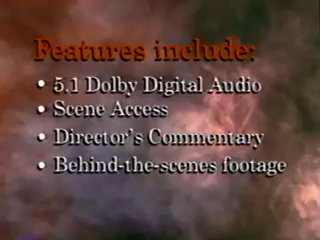 Features include:
• 5.1 Dolby Digital Audio
• Scene Access
• Director's Commentary
• Behind-the-scenes footage